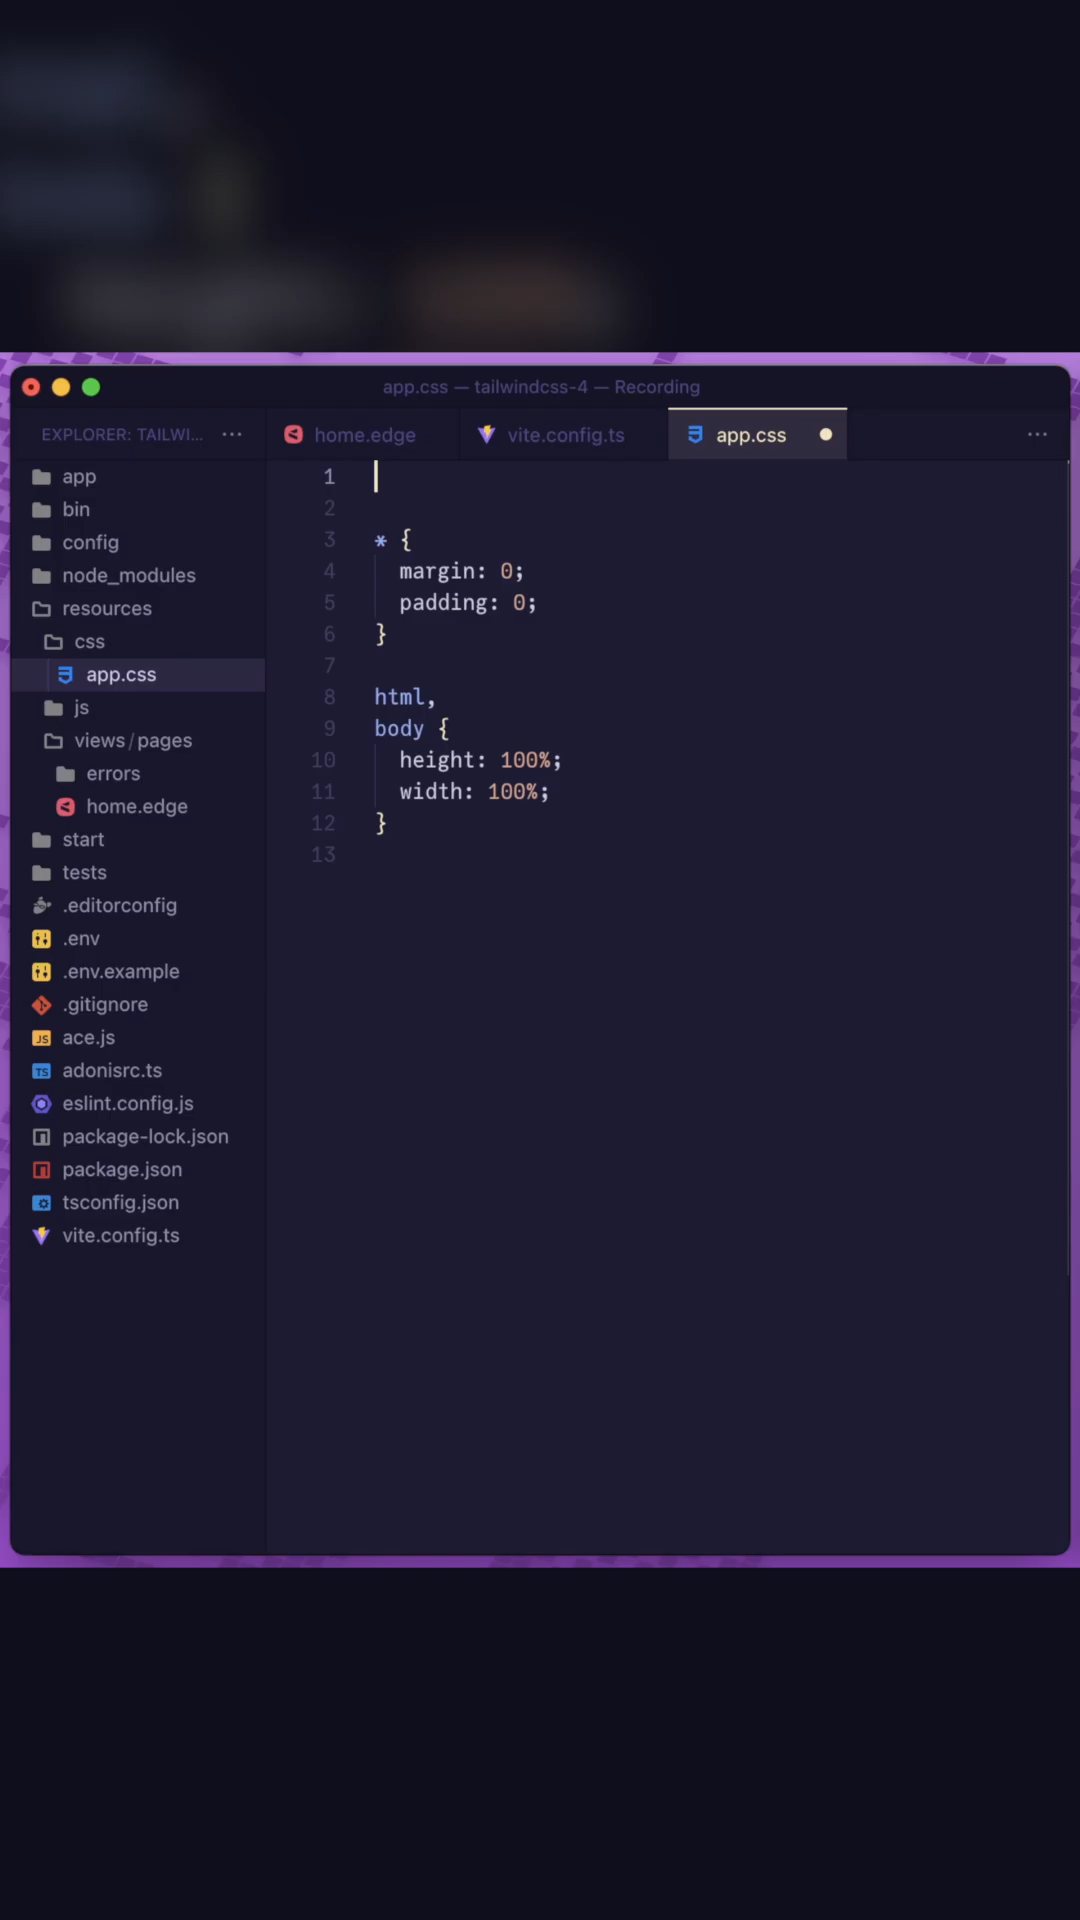 app.css — tailwindcss-4 — Recording
EXPLORER: TAILWI... ···
home.edge
vite.config.ts
app.css
···
app
bin
config
node_modules
resources
css
app.css
js
views/pages
errors
home.edge
start
tests
.editorconfig
.env
.env.example
.gitignore
JS ace.js
TS adonisrc.ts
eslint.config.js
package-lock.json
package.json
tsconfig.json
vite.config.ts
1
2
3 * {
4 margin: 0;
5 padding: 0;
6 }
7
8 html,
9 body {
10 height: 100%;
11 width: 100%;
12 }
13